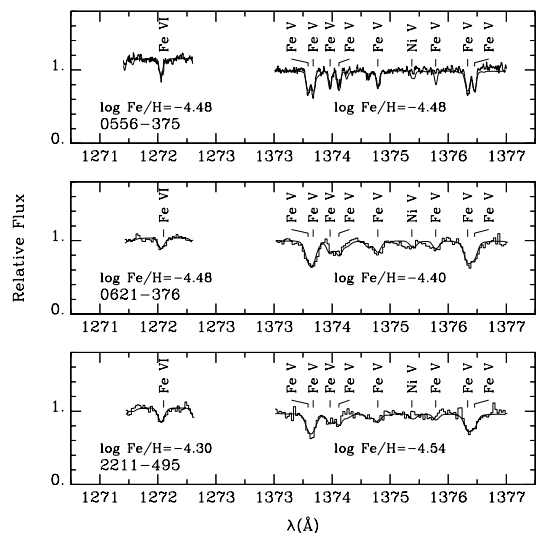 Fe VI Fe V Fe V Fe V Fe V Fe V Ni V Fe V Fe V Fe V
1.
log Fe/H=−4.48 log Fe/H=−4.48
0556−375
0.
1271 1272 1273 1374 1375 1376 1377
1373
Fe VI Fe V Fe V Fe V Fe V Fe V Ni V Fe V Fe V Fe V
1.
log Fe/H=−4.48 log Fe/H=−4.40
0621−376
0.
1271 1272 1273 1373 1374 1375 1376 1377
Fe VI Fe V Fe V Fe V Fe V Fe V Ni V Fe V Fe V Fe V
1.
log Fe/H=−4.30 log Fe/H=−4.54
2211−495
0.
1271 1272 1273 1373 1374 1375 1376 1377
Relative Flux
λ(Å)